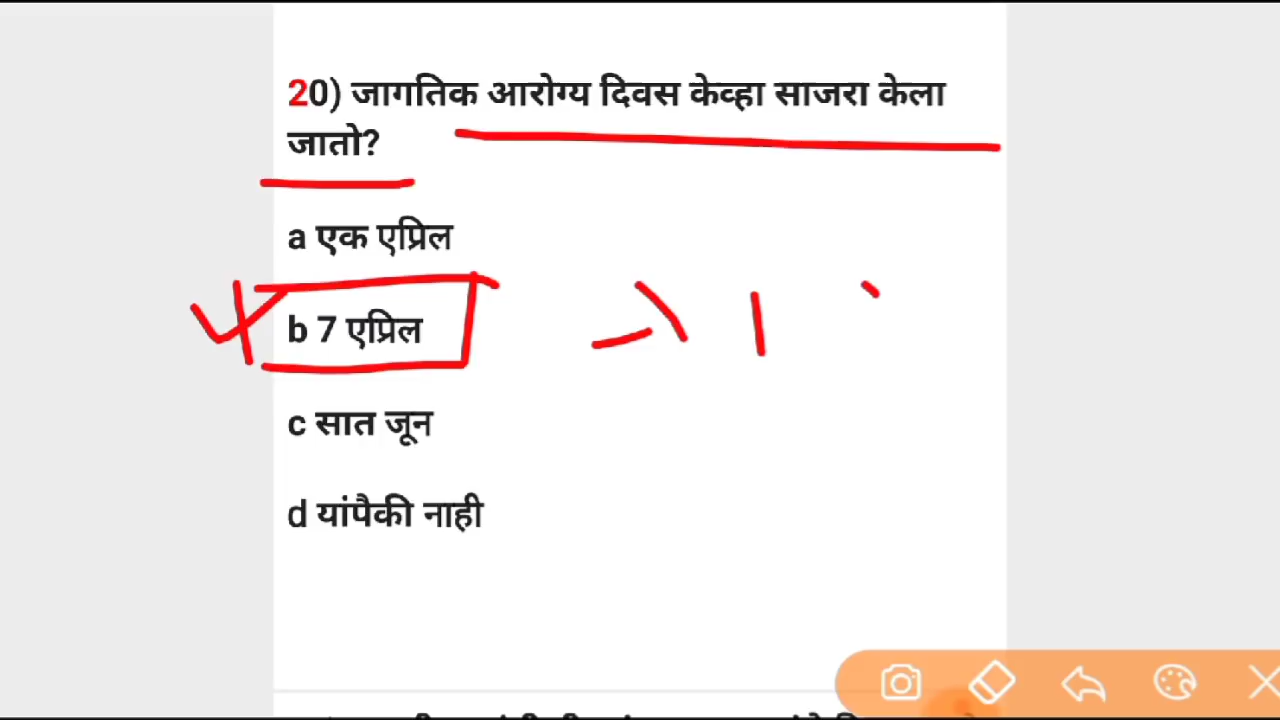 20) जागतिक आरोग्य दिवस केव्हा साजरा केला
जातो?
a एक एप्रिल
b 7 एप्रिल
c सात जून
d यांपैकी नाही